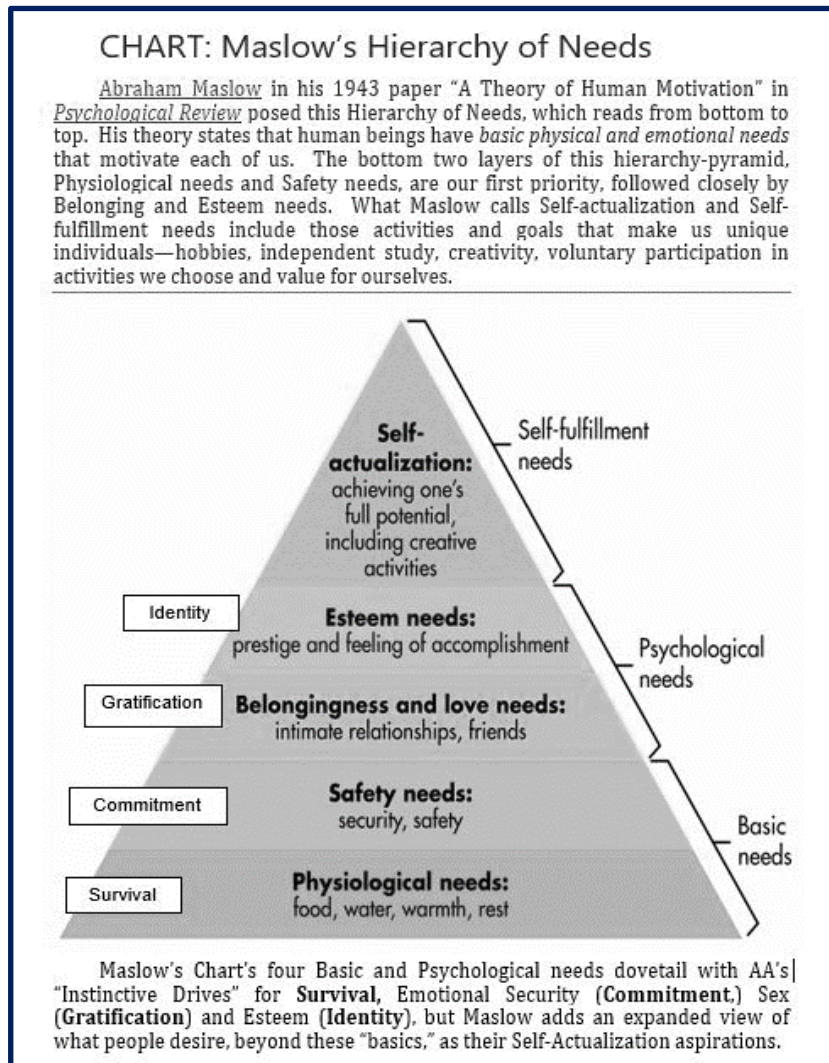 CHART: Maslow's Hierarchy of Needs
Abraham Maslow in his 1943 paper "A Theory of Human Motivation" in
Psychological Review posed this Hierarchy of Needs, which reads from bottom to
top. His theory states that human beings have basic physical and emotional needs
that motivate each of us. The bottom two layers of this hierarchy-pyramid,
Physiological needs and Safety needs, are our first priority, followed closely by
Belonging and Esteem needs. What Maslow calls Self-actualization and Self-
fulfillment needs include those activities and goals that make us unique
individuals—hobbies, independent study, creativity, voluntary participation in
activities we choose and value for ourselves.
Self-
actualization:
achieving one's
full potential,
including creative
activities
Self-fulfillment
needs
Identity
Esteem needs:
prestige and feeling of accomplishment
Psychological
needs
Gratification
Belongingness and love needs:
intimate relationships, friends
Commitment
Safety needs:
security, safety
Basic
needs
Survival
Physiological needs:
food, water, warmth, rest
Maslow's Chart's four Basic and Psychological needs dovetail with AA's
"Instinctive Drives" for Survival, Emotional Security (Commitment,) Sex
(Gratification) and Esteem (Identity), but Maslow adds an expanded view of
what people desire, beyond these "basics," as their Self-Actualization aspirations.